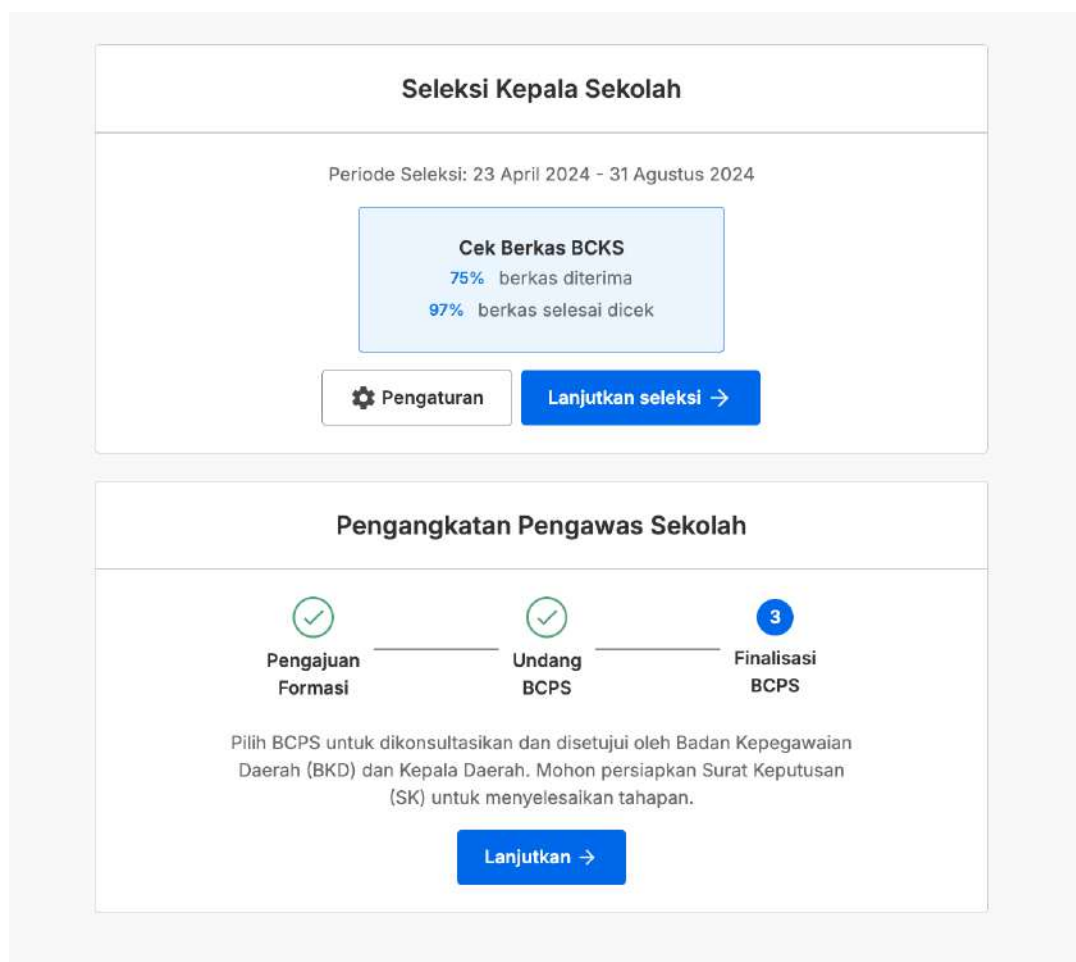 Seleksi Kepala Sekolah
Periode Seleksi: 23 April 2024 - 31 Agustus 2024
Cek Berkas BCKS
75% berkas diterima
97% berkas selesai dicek
Pengaturan
Lanjutkan seleksi →
Pengangkatan Pengawas Sekolah
3
Pengajuan
Formasi
Undang
BCPS
Finalisasi
BCPS
Pilih BCPS untuk dikonsultasikan dan disetujui oleh Badan Kepegawaian
Daerah (BKD) dan Kepala Daerah. Mohon persiapkan Surat Keputusan
(SK) untuk menyelesaikan tahapan.
Lanjutkan →